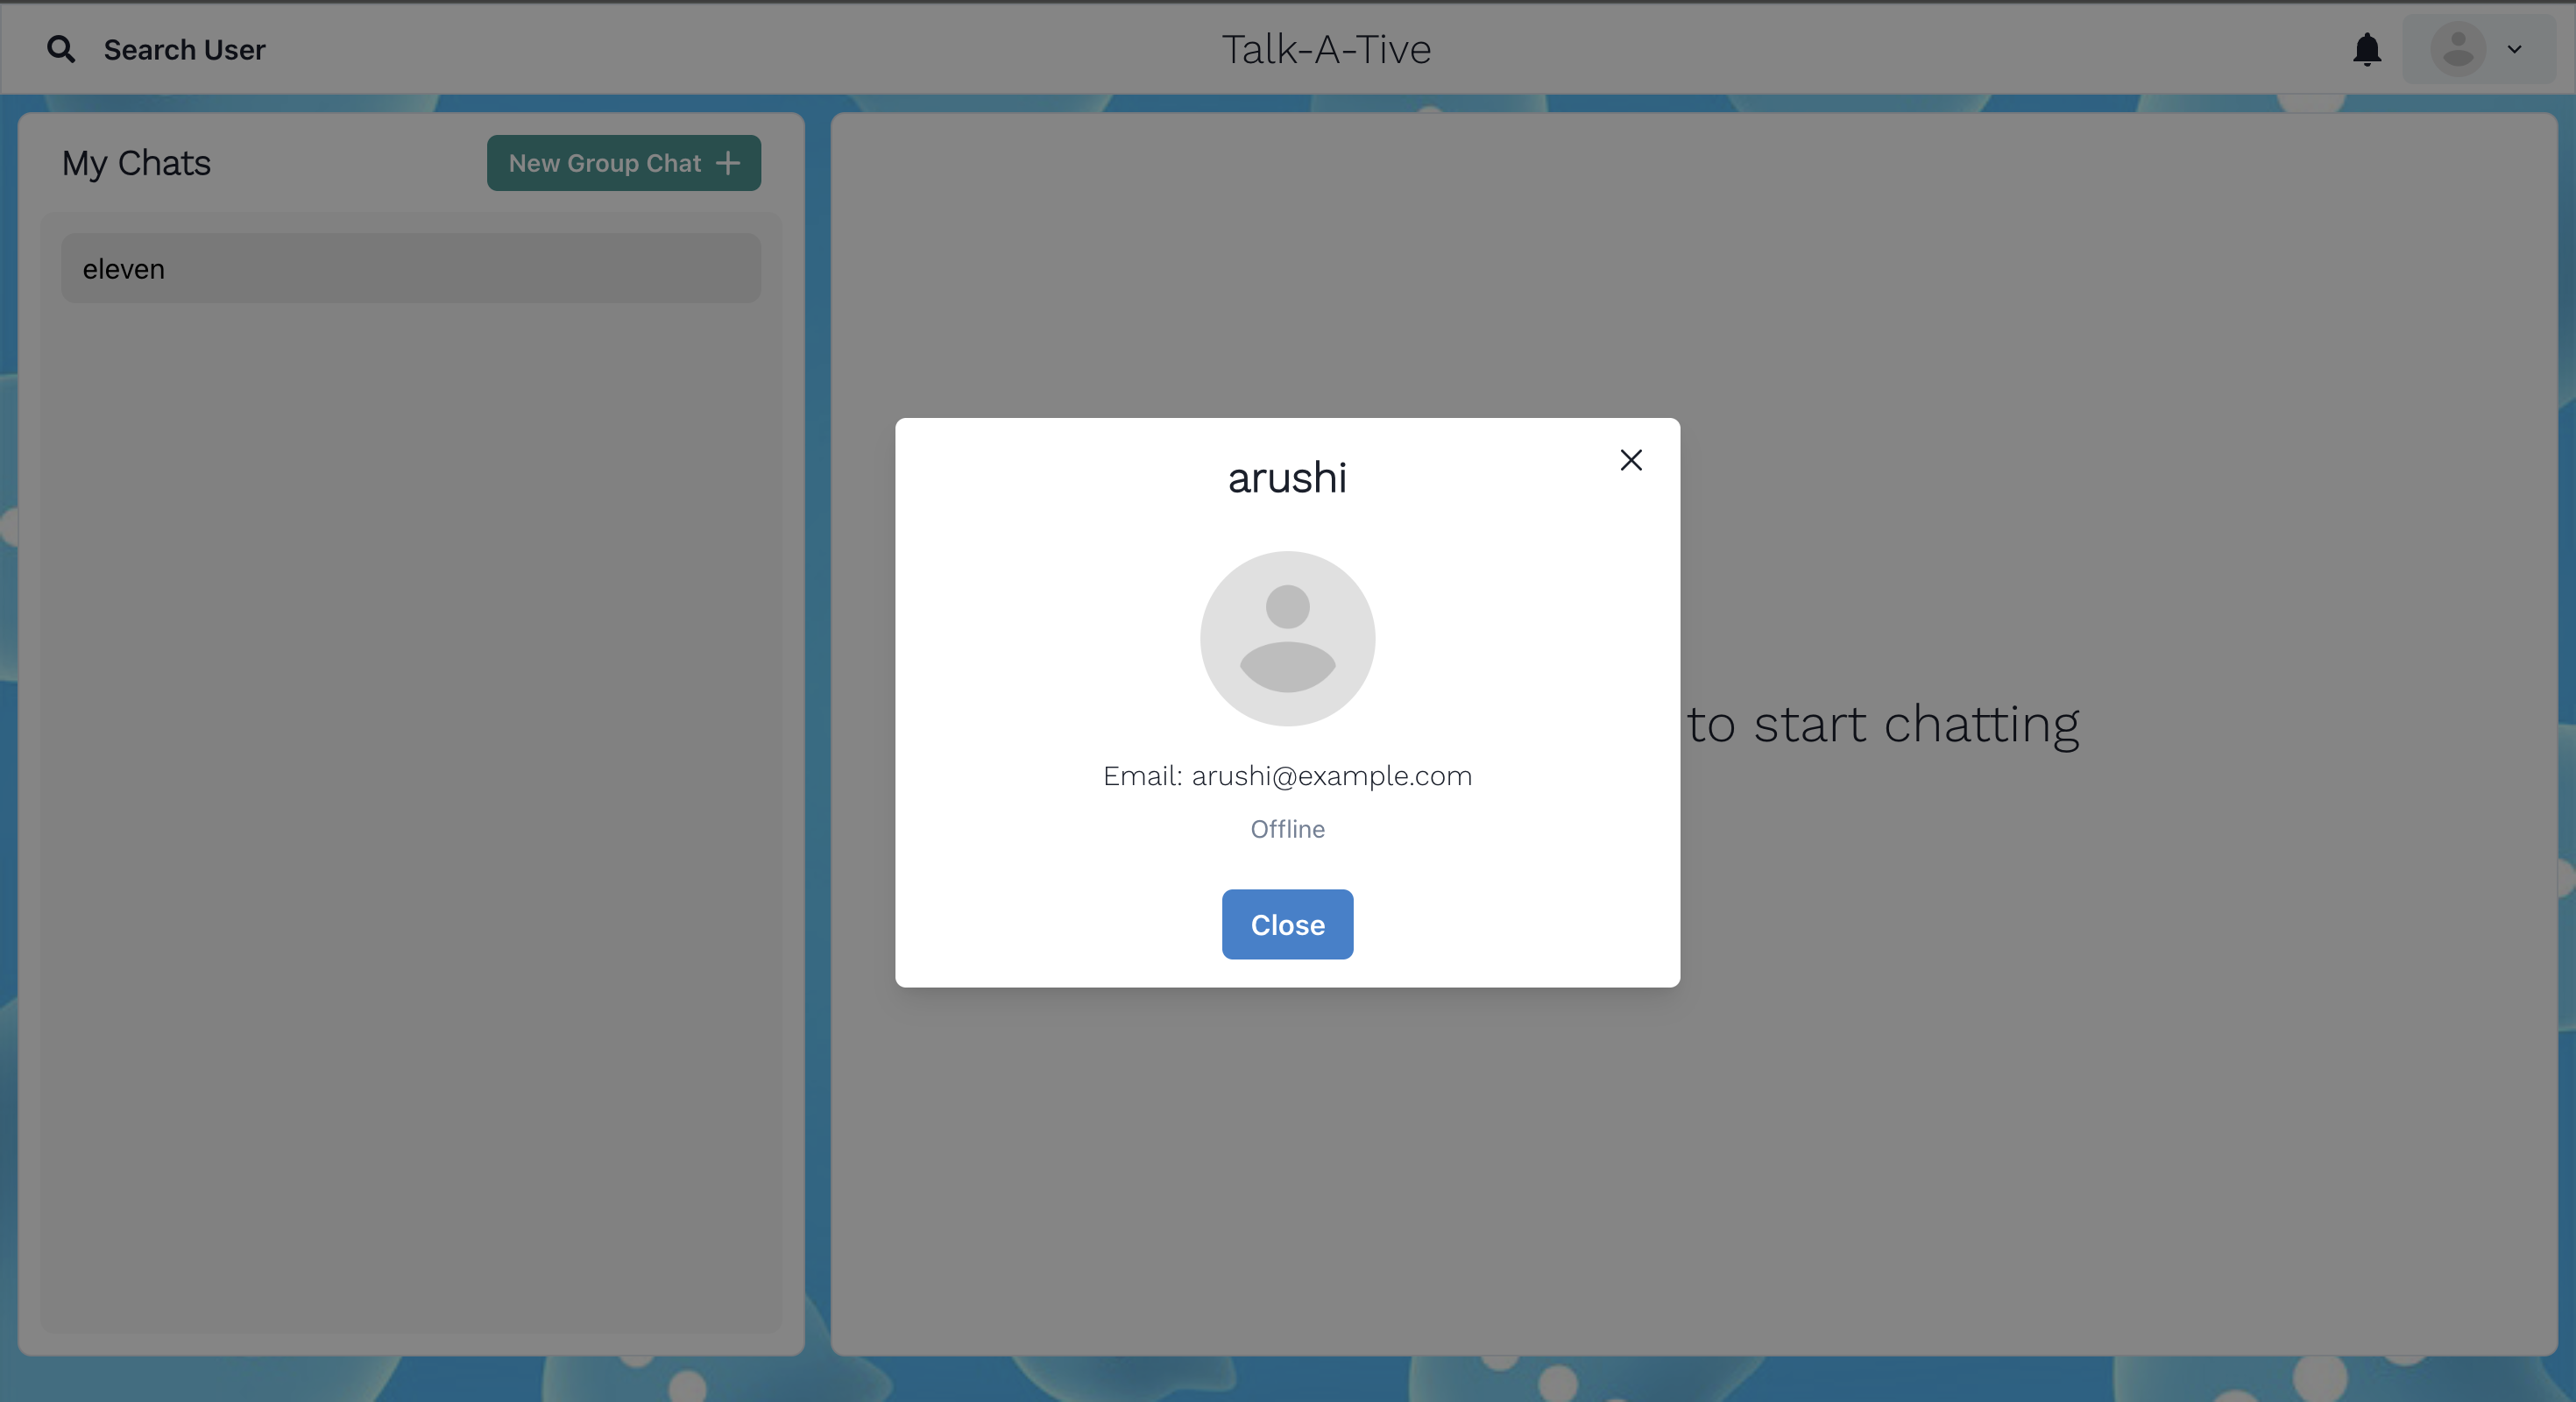 Search User
Talk-A-Tive
My Chats
New Group Chat
eleven
arushi
to start chatting
Email: arushi@example.com
Offline
Close